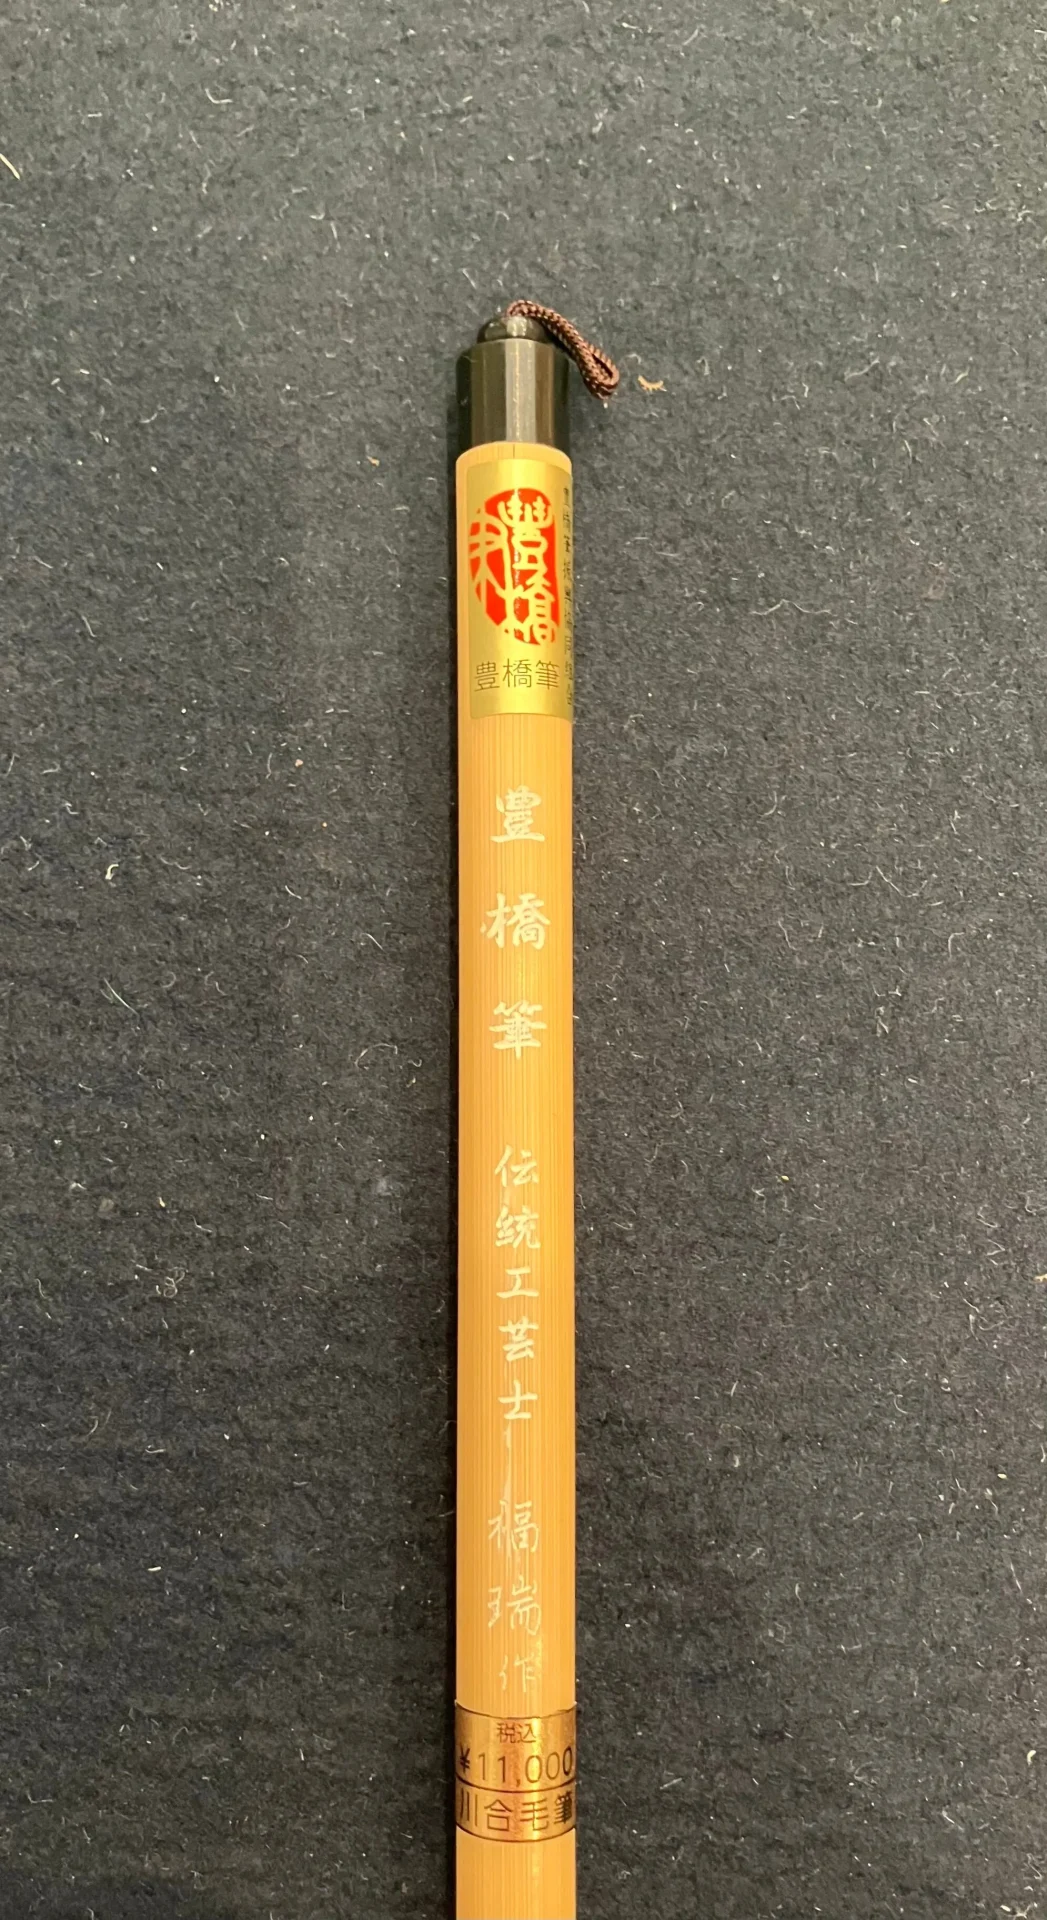 豊橋筆
豊橋筆
伝統工芸士
福瑞作
税込
¥11,000
川合毛筆